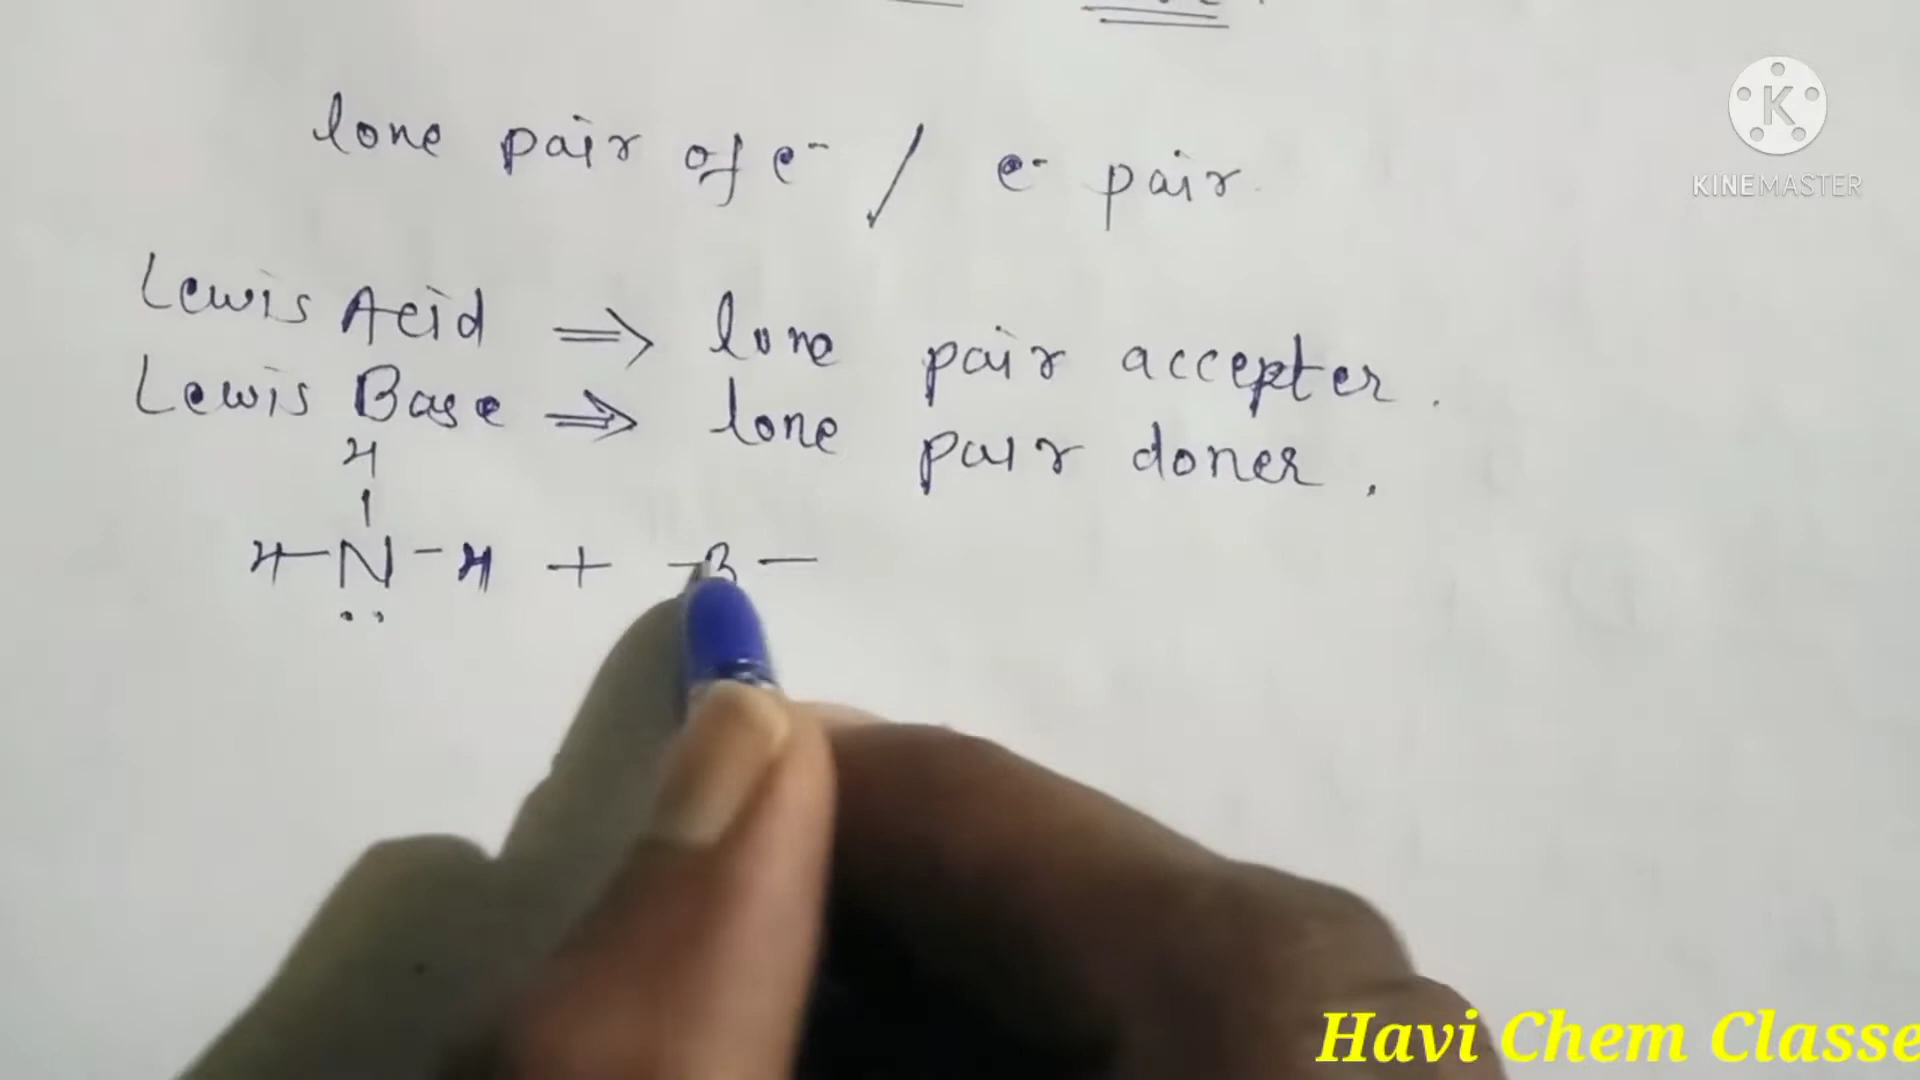 lone pair of e⁻ / e⁻ pair.
KINEMASTER
Lewis Acid ⇒ lone pair accepter.
Lewis Base ⇒ lone pair doner.
H
|
H-N-H + -B-
..
Havi Chem Classe